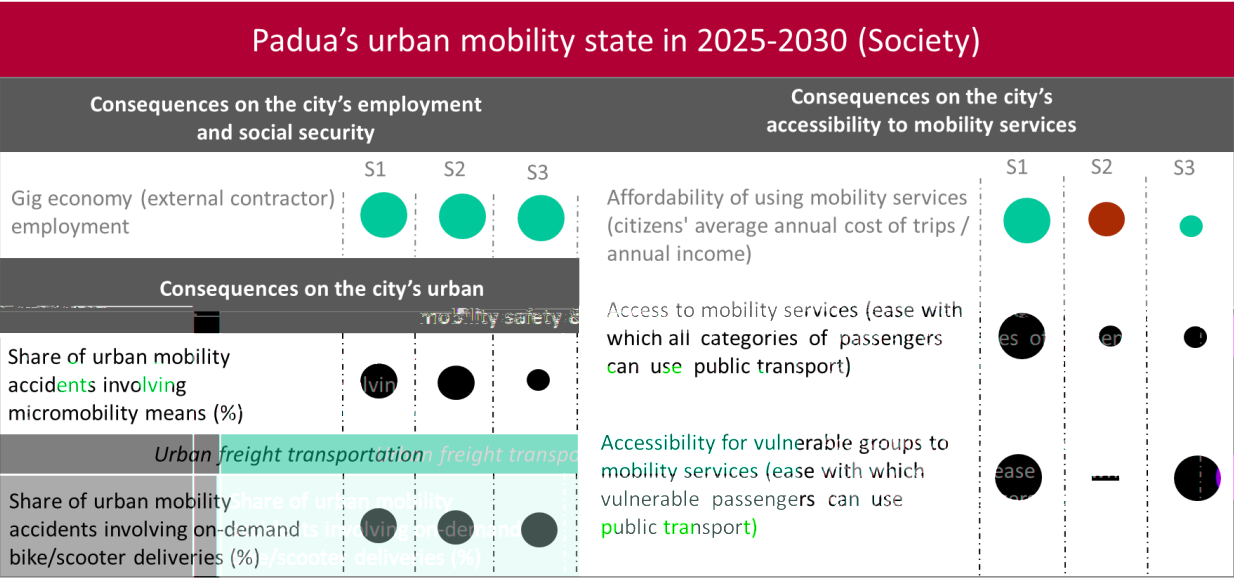 Padua's urban mobility state in 2025-2030 (Society)
Consequences on the city's employment
and social security
S1 S2 S3
Gig economy (external contractor)
employment
Consequences on the city's urban
mobility safety &
Share of urban mobility
accidents involving
micromobility means (%)
Urban freight transportation
Share of urban mobility
accidents involving on-demand
bike/scooter deliveries (%)
Consequences on the city's
accessibility to mobility services
S1 S2 S3
Affordability of using mobility services
(citizens' average annual cost of trips /
annual income)
Access to mobility services (ease with
which all categories of passengers
can use public transport)
Accessibility for vulnerable groups to
mobility services (ease with which
vulnerable passengers can use
public transport)